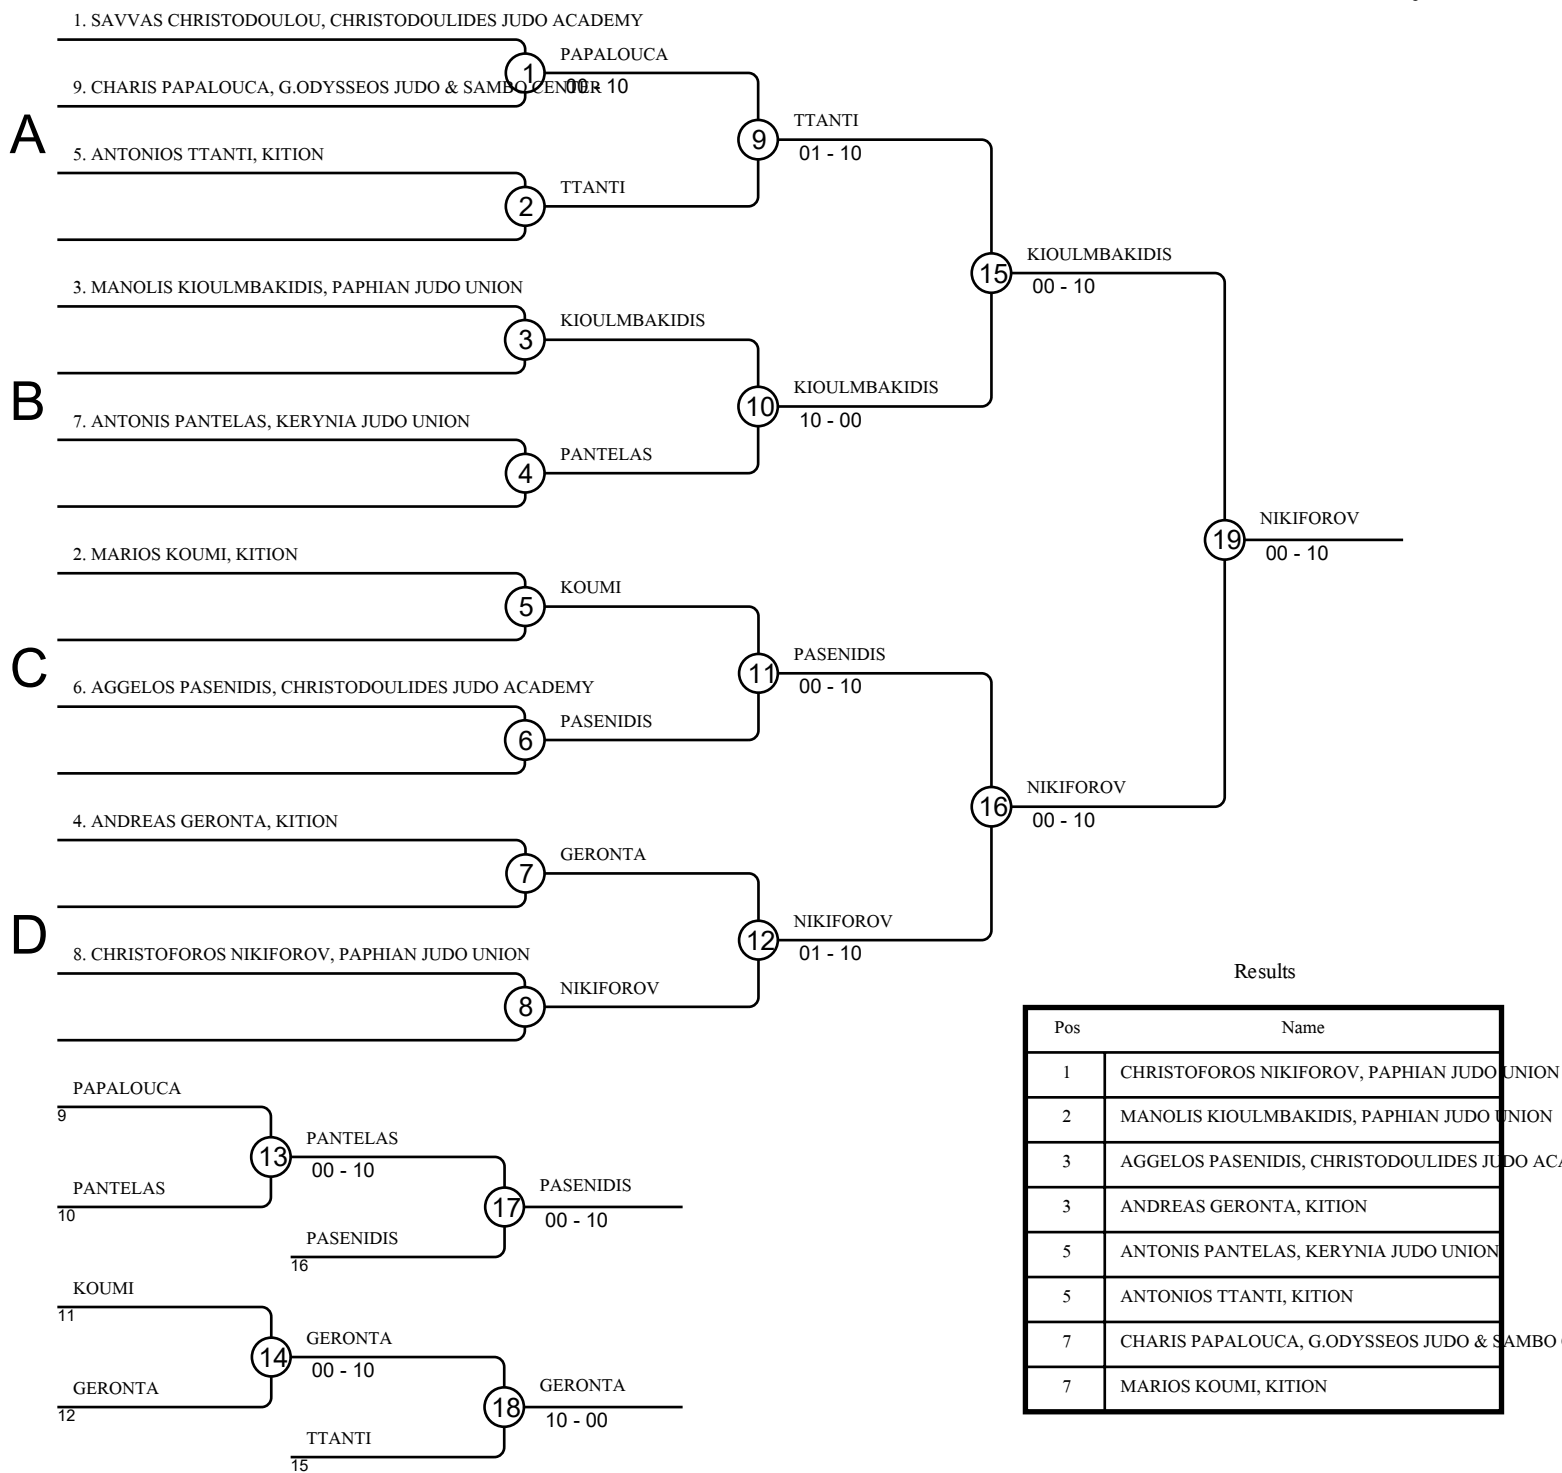 1. SAVVAS CHRISTODOULOU, CHRISTODOULIDES JUDO ACADEMY
PAPALOUCA
1
00 - 10
9. CHARIS PAPALOUCA, G.ODYSSEOS JUDO & SAMBO CENTER
A
TTANTI
9
01 - 10
5. ANTONIOS TTANTI, KITION
TTANTI
2
KIOULMBAKIDIS
15
00 - 10
3. MANOLIS KIOULMBAKIDIS, PAPHIAN JUDO UNION
KIOULMBAKIDIS
3
B
KIOULMBAKIDIS
10
10 - 00
7. ANTONIS PANTELAS, KERYNIA JUDO UNION
PANTELAS
4
NIKIFOROV
19
00 - 10
2. MARIOS KOUMI, KITION
KOUMI
5
C
PASENIDIS
11
00 - 10
6. AGGELOS PASENIDIS, CHRISTODOULIDES JUDO ACADEMY
PASENIDIS
6
NIKIFOROV
16
00 - 10
4. ANDREAS GERONTA, KITION
GERONTA
7
D
NIKIFOROV
12
01 - 10
8. CHRISTOFOROS NIKIFOROV, PAPHIAN JUDO UNION
NIKIFOROV
8
PAPALOUCA
9
PANTELAS
13
00 - 10
PANTELAS
10
PASENIDIS
17
00 - 10
PASENIDIS
16
KOUMI
11
GERONTA
14
00 - 10
GERONTA
12
GERONTA
18
10 - 00
TTANTI
15
Results
Pos Name
1 CHRISTOFOROS NIKIFOROV, PAPHIAN JUDO UNION
2 MANOLIS KIOULMBAKIDIS, PAPHIAN JUDO UNION
3 AGGELOS PASENIDIS, CHRISTODOULIDES JUDO ACA
3 ANDREAS GERONTA, KITION
5 ANTONIS PANTELAS, KERYNIA JUDO UNION
5 ANTONIOS TTANTI, KITION
7 CHARIS PAPALOUCA, G.ODYSSEOS JUDO & SAMBO
7 MARIOS KOUMI, KITION